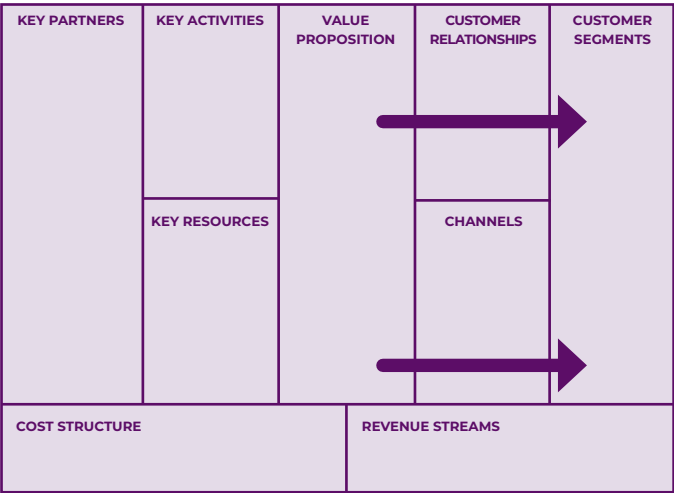 KEY PARTNERS
KEY ACTIVITIES
VALUE
PROPOSITION
CUSTOMER
RELATIONSHIPS
CUSTOMER
SEGMENTS
KEY RESOURCES
CHANNELS
COST STRUCTURE
REVENUE STREAMS